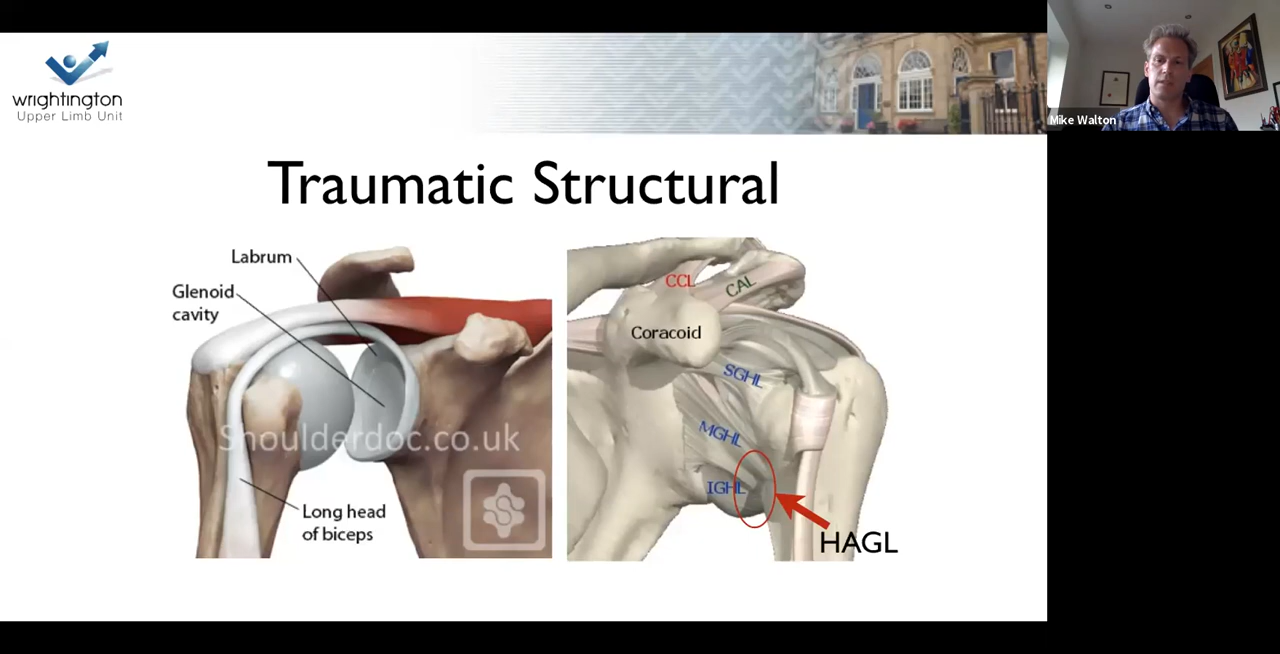 wrightington
Upper Limb Unit
Mike Walton
Traumatic Structural
Labrum
Glenoid
cavity
Shoulderdoc.co.uk
Long head
of biceps
CCL
CAL
Coracoid
SGHL
MGHL
IGHL
HAGL